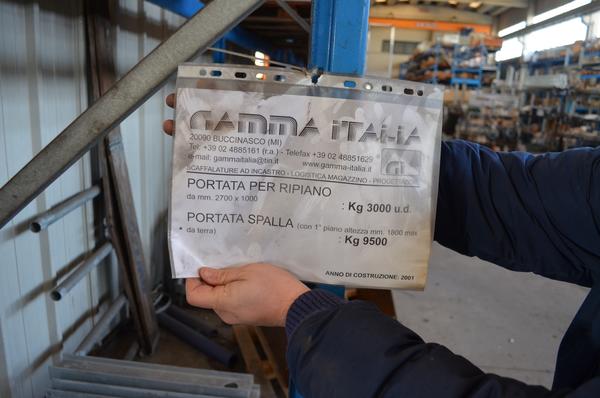 GAMMA iTALiA
20090 BUCCINASCO (MI)
Tel: +39 02 4885161 (r.a.) - Telefax +39 02 48851629
e-mail: gammaitalia@tin.it www.gamma-italia.it
SCAFFALATURE AD INCASTRO - LOGISTICA MAGAZZINO - PROGETTAZIO
PORTATA PER RIPIANO
da mm. 2700 x 1000 : Kg 3000 u.d.
PORTATA SPALLA (con 1° piano altezza mm. 1800 max
da terra) : Kg 9500
ANNO DI COSTRUZIONE: 2001